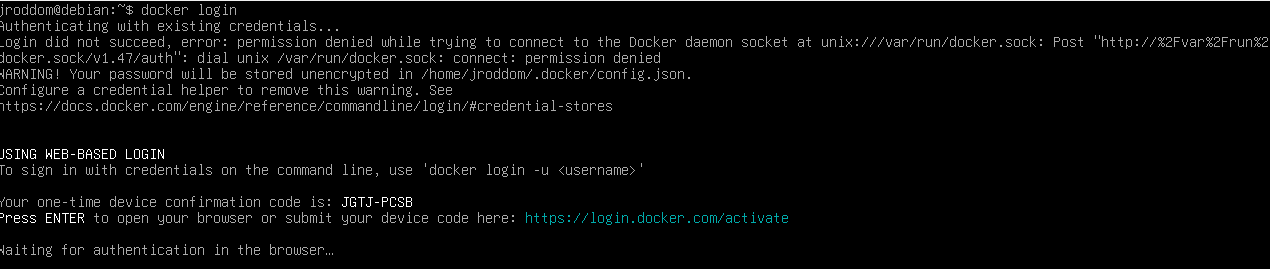 jroddom@debian:~$ docker login
Authenticating with existing credentials...
Login did not succeed, error: permission denied while trying to connect to the Docker daemon socket at unix:///var/run/docker.sock: Post "http://%2Fvar%2Frun%2
docker.sock/v1.47/auth": dial unix /var/run/docker.sock: connect: permission denied
WARNING! Your password will be stored unencrypted in /home/jroddom/.docker/config.json.
Configure a credential helper to remove this warning. See
https://docs.docker.com/engine/reference/commandline/login/#credential-stores
USING WEB-BASED LOGIN
To sign in with credentials on the command line, use 'docker login -u <username>'
Your one-time device confirmation code is: JGTJ-PCSB
Press ENTER to open your browser or submit your device code here: https://login.docker.com/activate
Waiting for authentication in the browser…